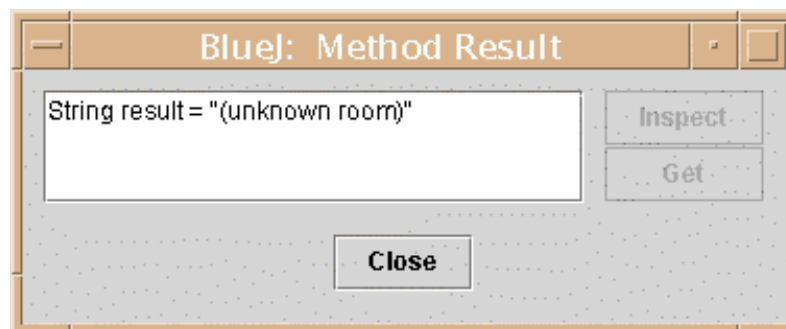 BlueJ: Method Result
String result = "(unknown room)"
Inspect
Get
Close